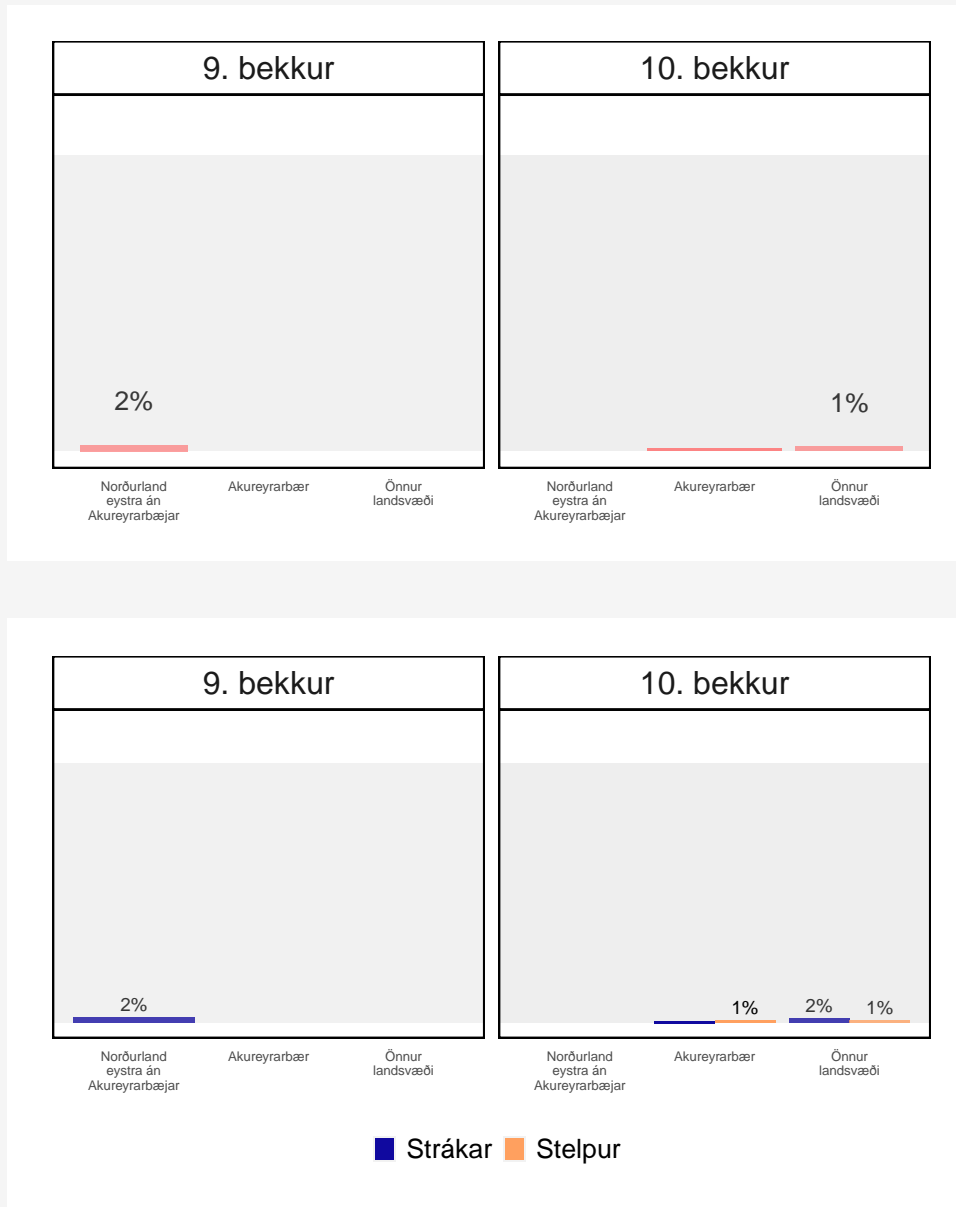 9. bekkur
10. bekkur
2%
1%
Norðurland
eystra án
Akureyrarbæjar
Akureyrarbær
Önnur
landsvæði
Norðurland
eystra án
Akureyrarbæjar
Akureyrarbær
Önnur
landsvæði
9. bekkur
10. bekkur
2%
1%
2%
1%
Norðurland
eystra án
Akureyrarbæjar
Akureyrarbær
Önnur
landsvæði
Norðurland
eystra án
Akureyrarbæjar
Akureyrarbær
Önnur
landsvæði
Strákar
Stelpur